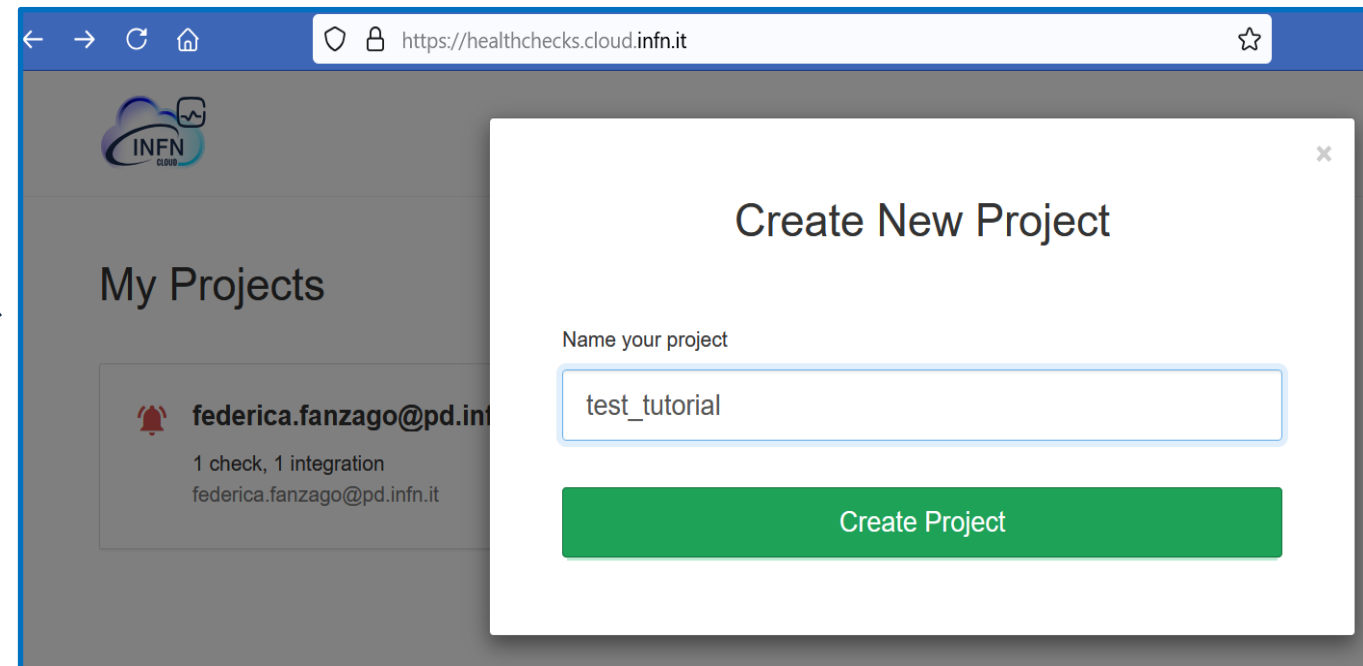 https://healthchecks.cloud.infn.it
INFN
CLOUD
×
Create New Project
My Projects
Name your project
test_tutorial
federica.fanzago@pd.inf
1 check, 1 integration
federica.fanzago@pd.infn.it
Create Project